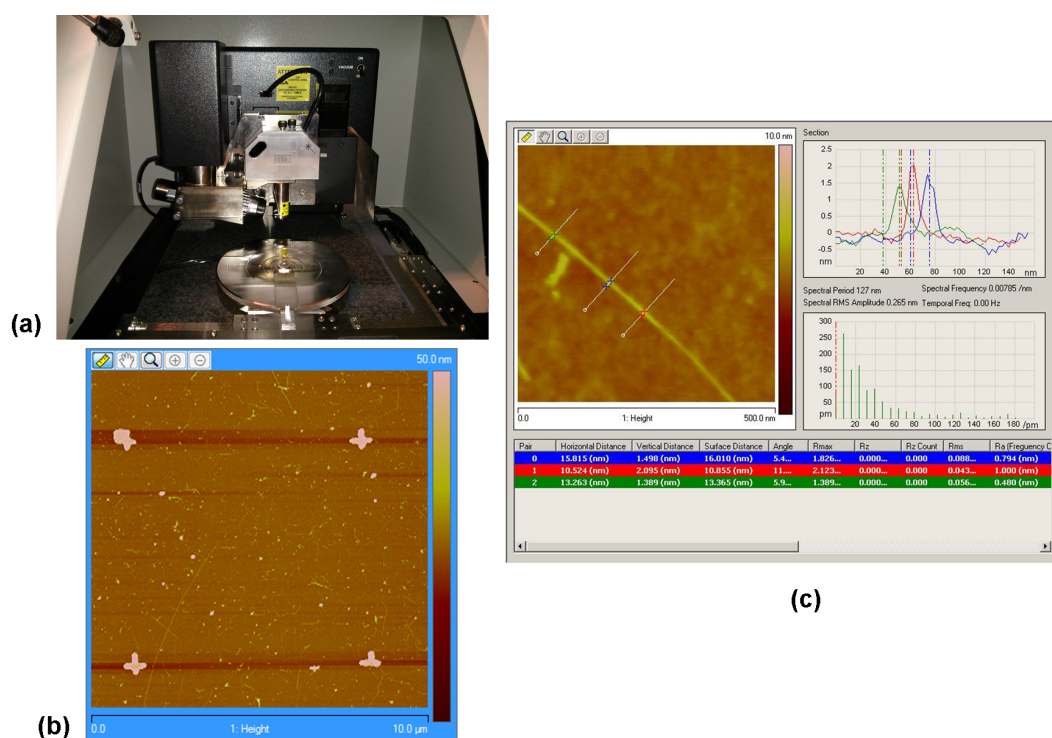 (a)
VACUUM
ON
50.0 nm
0.0
1: Height
10.0 µm
(b)
10.0 nm
0.0
1: Height
500.0 nm
Section
2.5
2
1.5
1
0.5
0
-0.5
nm
0 20 40 60 80 100 120 140 nm
Spectral Period 127 nm Spectral Frequency 0.00785 /nm
Spectral RMS Amplitude 0.265 nm Temporal Freq: 0.00 Hz
300
250
200
150
100
50
pm
0 20 40 60 80 100 120 140 160 180 /pm
Pair Horizontal Distance Vertical Distance Surface Distance Angle Rmax Rz Rz Count Rms Ra (Freguency C
0 15.815 (nm) 1.498 (nm) 16.010 (nm) 5.4... 1.826... 0.000... 0.000 0.088... 0.794 (nm)
1 10.524 (nm) 2.095 (nm) 10.855 (nm) 11.... 2.123... 0.000... 0.000 0.043... 1.000 (nm)
2 13.263 (nm) 1.389 (nm) 13.365 (nm) 5.9... 1.389... 0.000... 0.000 0.056... 0.480 (nm)
(c)